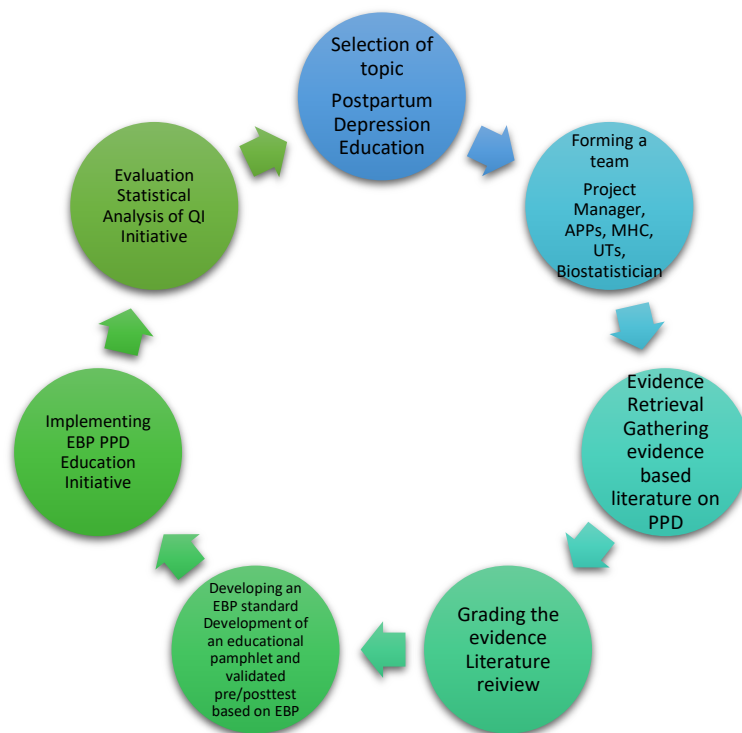 Selection of
topic
Postpartum
Depression
Education
Forming a
team
Project
Manager,
APPs, MHC,
UTs,
Biostatistician
Evidence
Retrieval
Gathering
evidence
based
literature on
PPD
Grading the
evidence
Literature
reiview
Developing an
EBP standard
Development of
an educational
pamphlet and
validated
pre/posttest
based on EBP
Implementing
EBP PPD
Education
Initiative
Evaluation
Statistical
Analysis of QI
Initiative